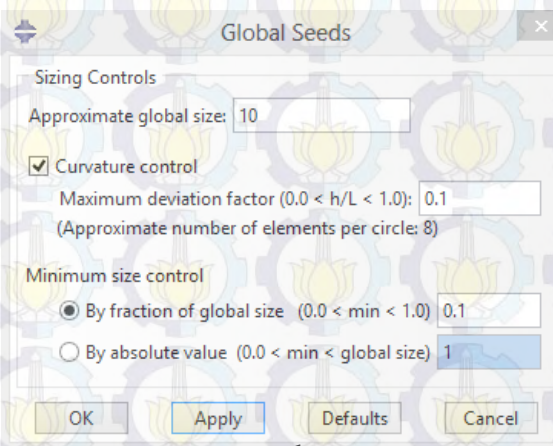 Global Seeds
Sizing Controls
Approximate global size: 10
Curvature control
Maximum deviation factor (0.0 < h/L < 1.0): 0.1
(Approximate number of elements per circle: 8)
Minimum size control
By fraction of global size (0.0 < min < 1.0) 0.1
By absolute value (0.0 < min < global size) 1
OK Apply Defaults Cancel